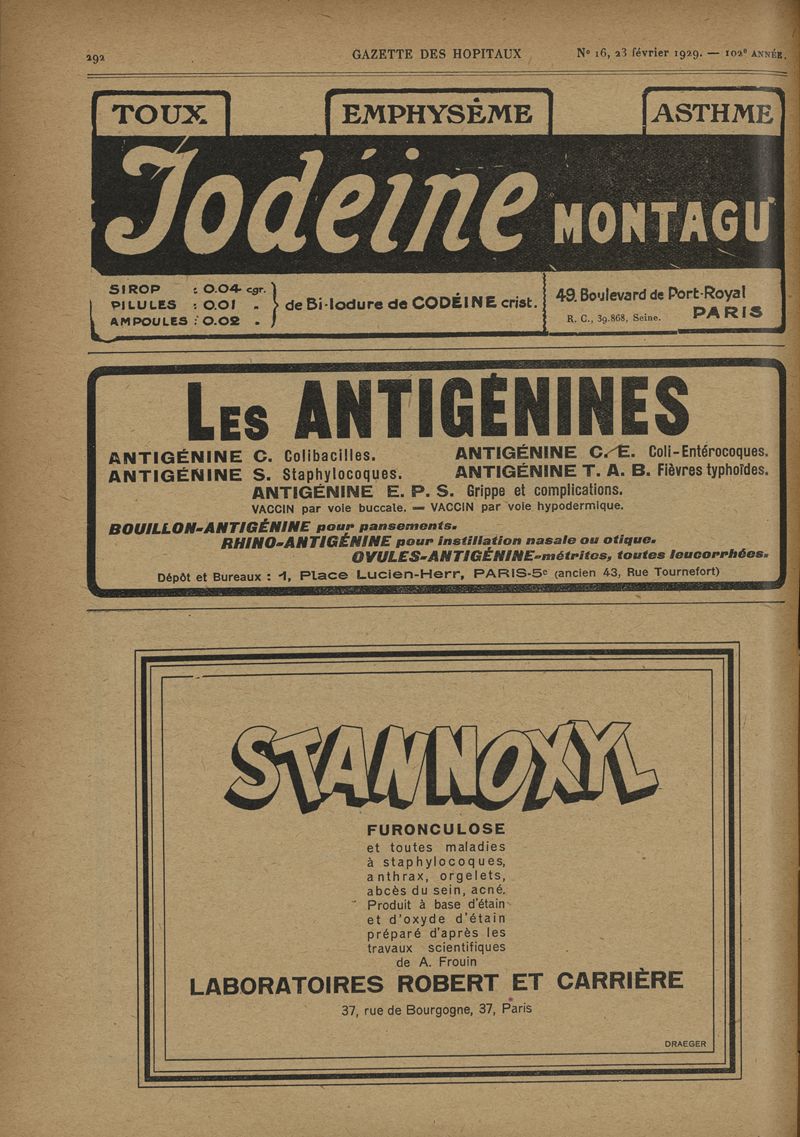 292
GAZETTE DES HOPITAUX
N° 16, 23 février 1929. — 102e ANNÉE.
TOUX
EMPHYSÈME
ASTHME
Iodéine MONTAGU
SIROP : 0.04 cgr.
PILULES : 0.01 "
AMPOULES : 0.02 "
de Bi-Iodure de CODÉINE crist.
49. Boulevard de Port-Royal
R. C., 39.868, Seine.
PARIS
LES ANTIGÉNINES
ANTIGÉNINE C. Colibacilles.
ANTIGÉNINE C.-E. Coli-Entérocoques.
ANTIGÉNINE S. Staphylocoques.
ANTIGÉNINE T. A. B. Fièvres typhoïdes.
ANTIGÉNINE E. P. S. Grippe et complications.
VACCIN par voie buccale. — VACCIN par voie hypodermique.
BOUILLON-ANTIGÉNINE pour pansements.
RHINO-ANTIGÉNINE pour instillation nasale ou otique.
OVULES-ANTIGÉNINE-métrites, toutes leucorrhées.
Dépôt et Bureaux : 1, Place Lucien-Herr, PARIS-5e (ancien 43, Rue Tournefort)
STANNOXYL
FURONCULOSE
et toutes maladies
à staphylocoques,
anthrax, orgelets,
abcès du sein, acné.
Produit à base d'étain
et d'oxyde d'étain
préparé d'après les
travaux scientifiques
de A. Frouin
LABORATOIRES ROBERT ET CARRIÈRE
37, rue de Bourgogne, 37, Paris
DRAEGER